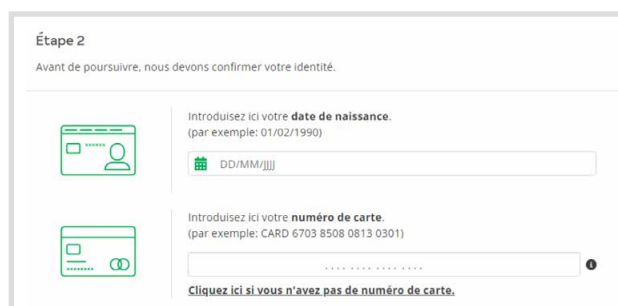 Étape 2
Avant de poursuivre, nous devons confirmer votre identité.
Introduisez ici votre date de naissance.
(par exemple: 01/02/1990)
DD/MM/JJJJ
Introduisez ici votre numéro de carte.
(par exemple: CARD 6703 8508 0813 0301)
.... .... .... ....
Cliquez ici si vous n'avez pas de numéro de carte.